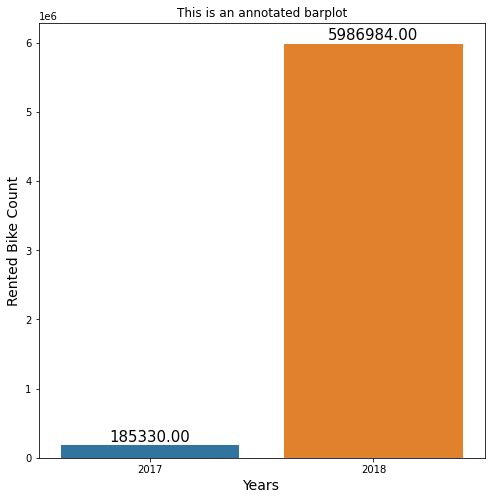 This is an annotated barplot
1e6
5986984.00
6
5
4
3
2
1
0
Rented Bike Count
185330.00
2017
2018
Years